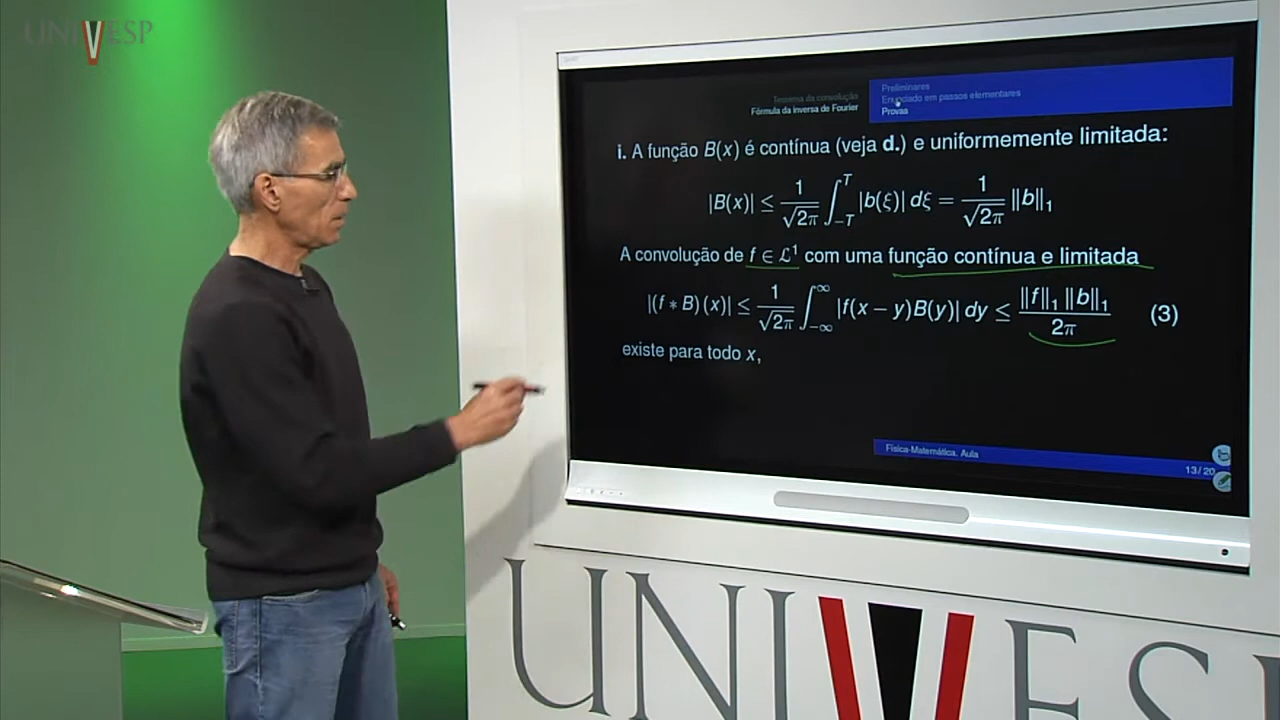 UNIVESP
Teorema da convolução
Fórmula da inversa de Fourier
Preliminares
Enunciado em passos elementares
Provas
i. A função B(x) é contínua (veja d.) e uniformemente limitada:
|B(x)| ≤ 1/√2π ∫_{-T}^{T} |b(ξ)| dξ = 1/√2π ‖b‖₁
A convolução de f ∈ ℒ¹ com uma função contínua e limitada
|(f ∗ B)(x)| ≤ 1/√2π ∫_{-∞}^{∞} |f(x − y)B(y)| dy ≤ ‖f‖₁ ‖b‖₁ / 2π (3)
existe para todo x,
Física-Matemática. Aula
13/20
UNIVESP